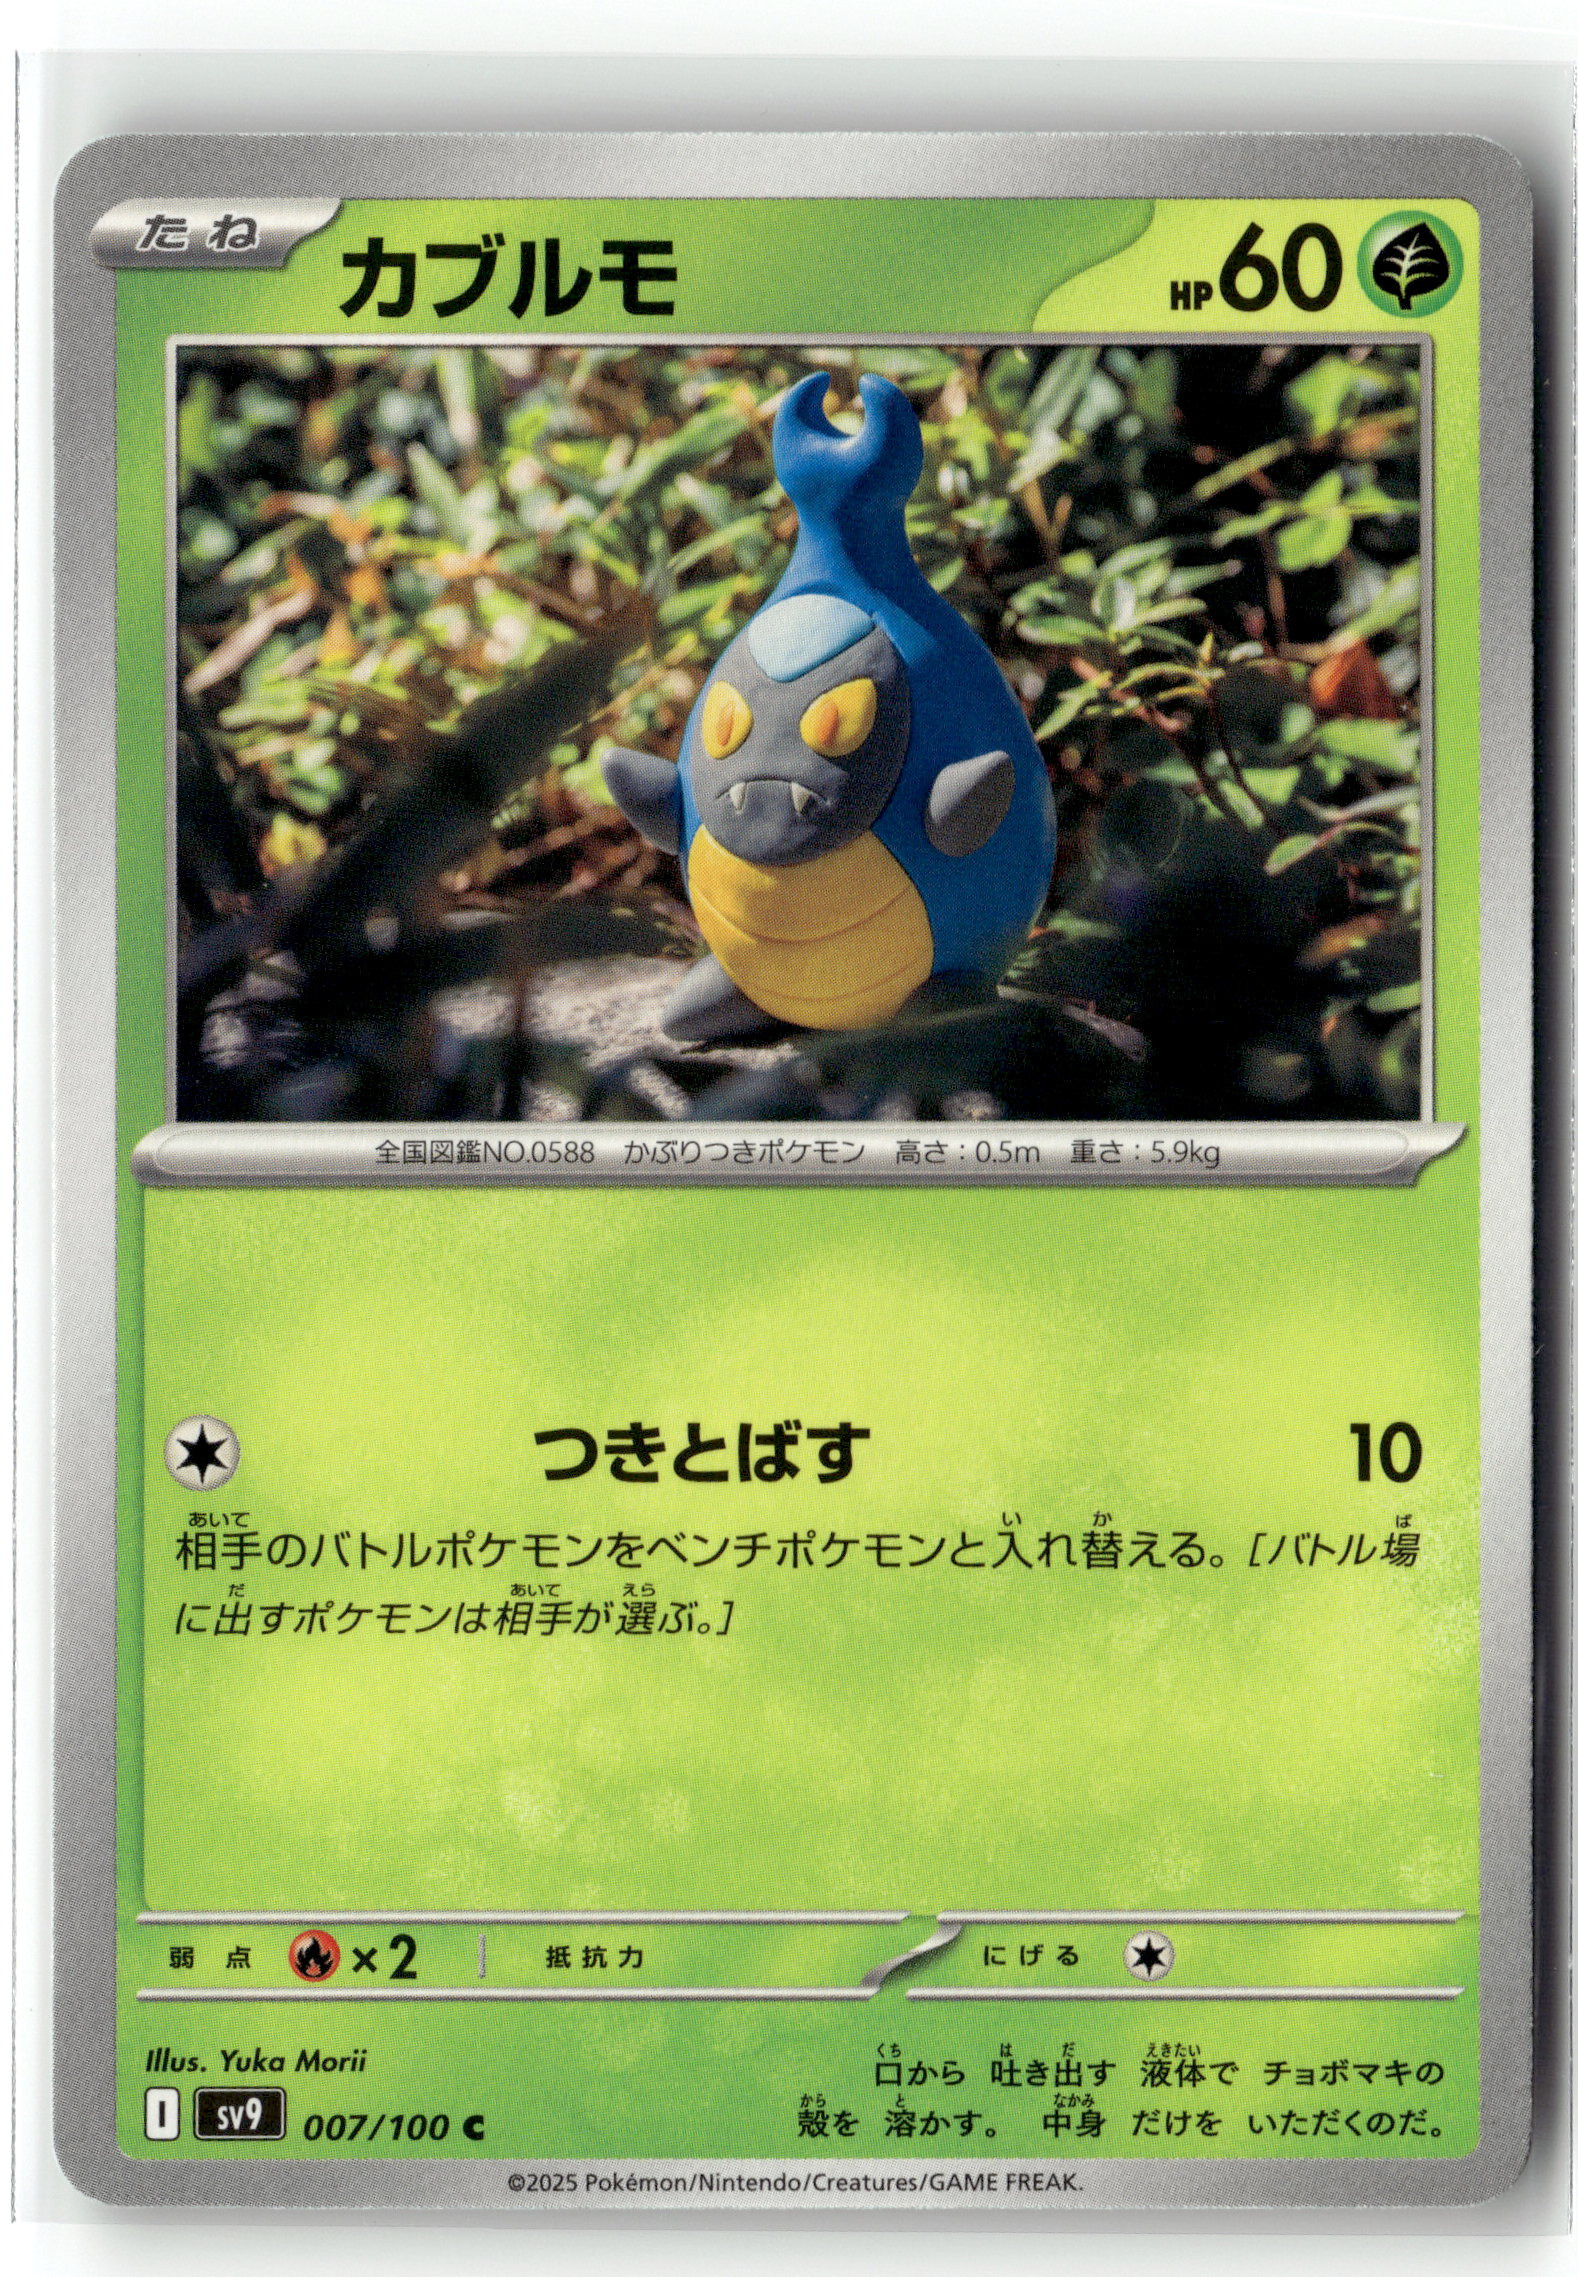 たね
カブルモ
HP60
全国図鑑NO.0588 かぶりつきポケモン 高さ:0.5m 重さ:5.9kg
つきとばす 10
相手のバトルポケモンをベンチポケモンと入れ替える。[バトル場
に出すポケモンは相手が選ぶ。]
弱点 ×2 抵抗力 にげる
Illus. Yuka Morii
口から 吐き出す 液体で チョボマキの
殻を 溶かす。 中身 だけを いただくのだ。
I SV9 007/100 C
©2025 Pokémon/Nintendo/Creatures/GAME FREAK.